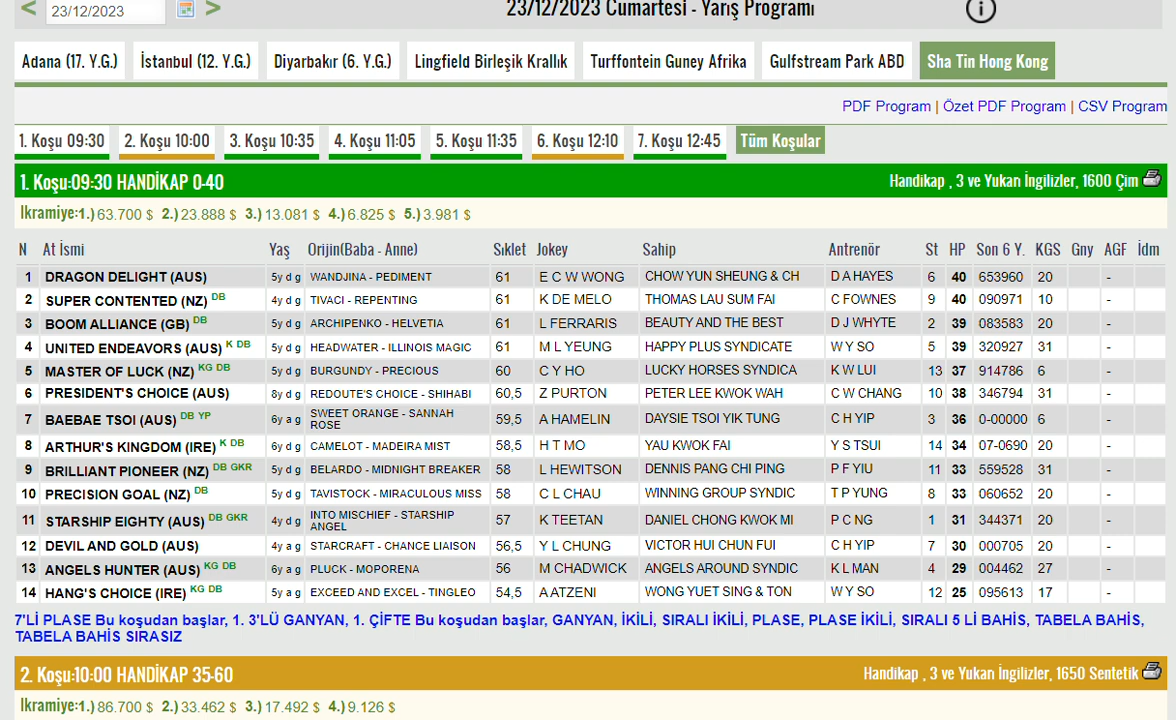 < 23/12/2023 > 23/12/2023 Cumartesi - Yarış Programı i
Adana (17. Y.G.) İstanbul (12. Y.G.) Diyarbakır (6. Y.G.) Lingfield Birleşik Krallık Turffontein Guney Afrika Gulfstream Park ABD Sha Tin Hong Kong
PDF Program | Özet PDF Program | CSV Program
1. Koşu 09:30 2. Koşu 10:00 3. Koşu 10:35 4. Koşu 11:05 5. Koşu 11:35 6. Koşu 12:10 7. Koşu 12:45 Tüm Koşular
1. Koşu:09:30 HANDİKAP 0-40 Handikap , 3 ve Yukarı İngilizler, 1600 Çim
İkramiye:1.) 63.700 $ 2.) 23.888 $ 3.) 13.081 $ 4.) 6.825 $ 5.) 3.981 $
N At İsmi Yaş Orijin(Baba - Anne) Sıklet Jokey Sahip Antrenör St HP Son 6 Y. KGS Gny AGF İdm
1 DRAGON DELIGHT (AUS) 5y d g WANDJINA - PEDIMENT 61 E C W WONG CHOW YUN SHEUNG & CH D A HAYES 6 40 653960 20 -
2 SUPER CONTENTED (NZ) DB 4y d g TIVACI - REPENTING 61 K DE MELO THOMAS LAU SUM FAI C FOWNES 9 40 090971 10 -
3 BOOM ALLIANCE (GB) DB 5y d g ARCHIPENKO - HELVETIA 61 L FERRARIS BEAUTY AND THE BEST D J WHYTE 2 39 083583 20 -
4 UNITED ENDEAVORS (AUS) K DB 5y d g HEADWATER - ILLINOIS MAGIC 61 M L YEUNG HAPPY PLUS SYNDICATE W Y SO 5 39 320927 31 -
5 MASTER OF LUCK (NZ) KG DB 5y d g BURGUNDY - PRECIOUS 60 C Y HO LUCKY HORSES SYNDICA K W LUI 13 37 914786 6 -
6 PRESIDENT'S CHOICE (AUS) 8y d g REDOUTE'S CHOICE - SHIHABI 60,5 Z PURTON PETER LEE KWOK WAH C W CHANG 10 38 346794 31 -
7 BAEBAE TSOI (AUS) DB YP 6y a g SWEET ORANGE - SANNAH ROSE 59,5 A HAMELIN DAYSIE TSOI YIK TUNG C H YIP 3 36 0-00000 6 -
8 ARTHUR'S KINGDOM (IRE) K DB 6y d g CAMELOT - MADEIRA MIST 58,5 H T MO YAU KWOK FAI Y S TSUI 14 34 07-0690 20 -
9 BRILLIANT PIONEER (NZ) DB GKR 5y d g BELARDO - MIDNIGHT BREAKER 58 L HEWITSON DENNIS PANG CHI PING P F YIU 11 33 559528 31 -
10 PRECISION GOAL (NZ) DB 5y d g TAVISTOCK - MIRACULOUS MISS 58 C L CHAU WINNING GROUP SYNDIC T P YUNG 8 33 060652 20 -
11 STARSHIP EIGHTY (AUS) DB GKR 4y d g INTO MISCHIEF - STARSHIP ANGEL 57 K TEETAN DANIEL CHONG KWOK MI P C NG 1 31 344371 20 -
12 DEVIL AND GOLD (AUS) 4y a g STARCRAFT - CHANCE LIAISON 56,5 Y L CHUNG VICTOR HUI CHUN FUI C H YIP 7 30 000705 20 -
13 ANGELS HUNTER (AUS) KG DB 6y a g PLUCK - MOPORENA 56 M CHADWICK ANGELS AROUND SYNDIC K L MAN 4 29 004462 27 -
14 HANG'S CHOICE (IRE) KG DB 5y a g EXCEED AND EXCEL - TINGLEO 54,5 A ATZENI WONG YUET SING & TON W Y SO 12 25 095613 17 -
7'Lİ PLASE Bu koşudan başlar, 1. 3'LÜ GANYAN, 1. ÇİFTE Bu koşudan başlar, GANYAN, İKİLİ, SIRALI İKİLİ, PLASE, PLASE İKİLİ, SIRALI 5 Lİ BAHİS, TABELA BAHİS,
TABELA BAHİS SIRASIZ
2. Koşu:10:00 HANDİKAP 35-60 Handikap , 3 ve Yukarı İngilizler, 1650 Sentetik
İkramiye:1.) 86.700 $ 2.) 33.462 $ 3.) 17.492 $ 4.) 9.126 $